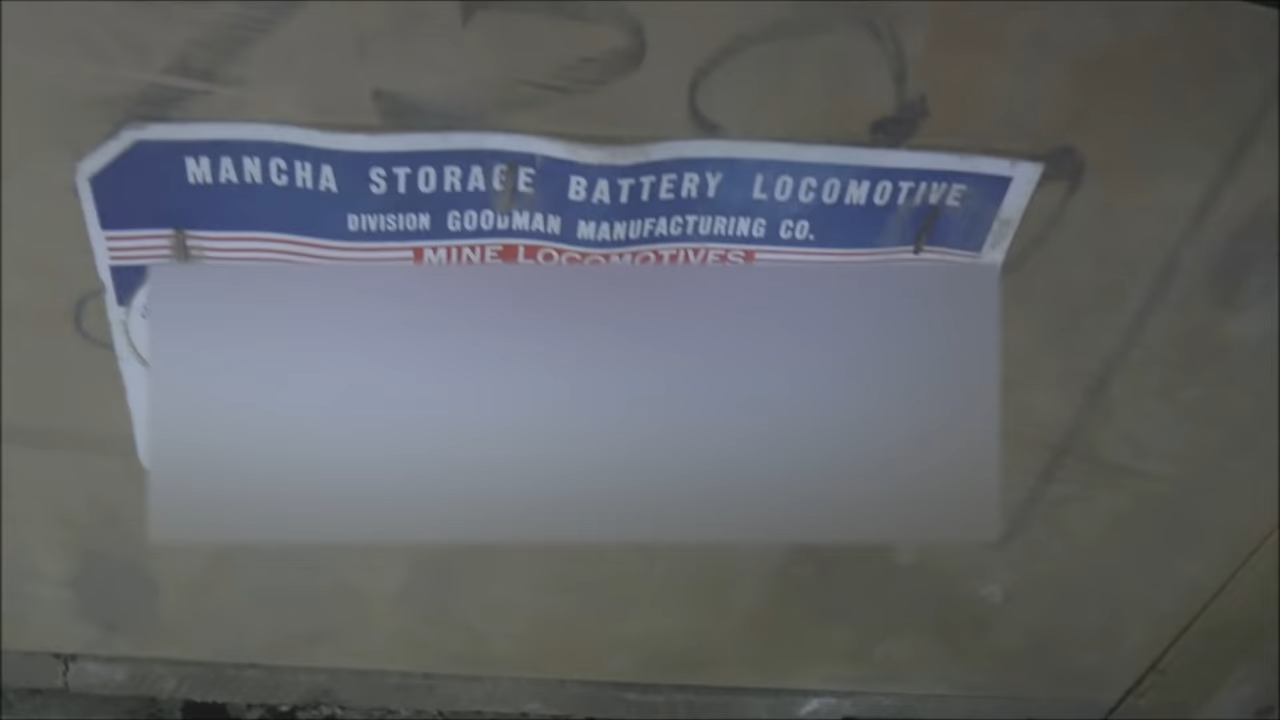 MANCHA STORAGE BATTERY LOCOMOTIVE
DIVISION GOODMAN MANUFACTURING CO.
MINE LOCOMOTIVES